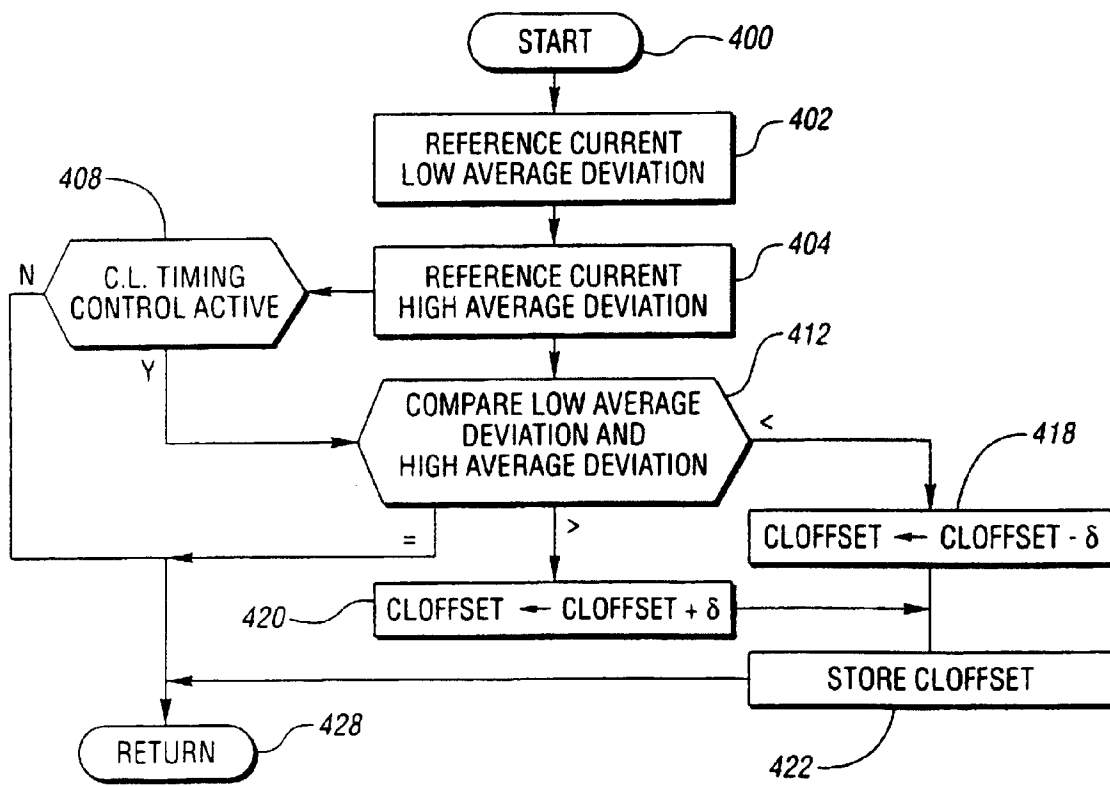 START
400
REFERENCE CURRENT
LOW AVERAGE DEVIATION
402
408
C.L. TIMING
CONTROL ACTIVE
N
Y
REFERENCE CURRENT
HIGH AVERAGE DEVIATION
404
412
COMPARE LOW AVERAGE
DEVIATION AND
HIGH AVERAGE DEVIATION
<
=
>
418
CLOFFSET ← CLOFFSET - δ
420
CLOFFSET ← CLOFFSET + δ
STORE CLOFFSET
422
RETURN
428